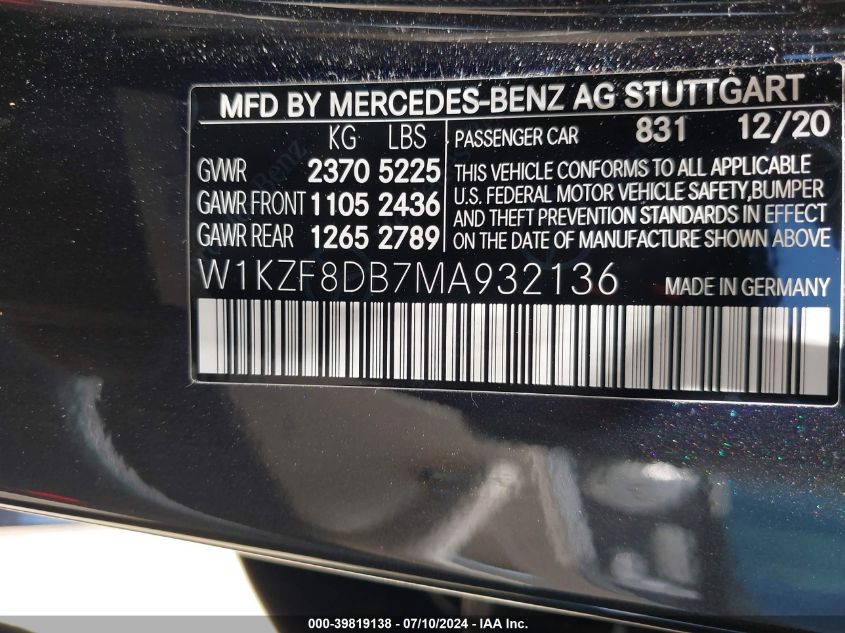 MFD BY MERCEDES-BENZ AG STUTTGART
KG LBS
PASSENGER CAR 831 12/20
GVWR 2370 5225
GAWR FRONT 1105 2436
GAWR REAR 1265 2789
THIS VEHICLE CONFORMS TO ALL APPLICABLE
U.S. FEDERAL MOTOR VEHICLE SAFETY,BUMPER
AND THEFT PREVENTION STANDARDS IN EFFECT
ON THE DATE OF MANUFACTURE SHOWN ABOVE
W1KZF8DB7MA932136 MADE IN GERMANY
000-39819138 - 07/10/2024 - IAA Inc.